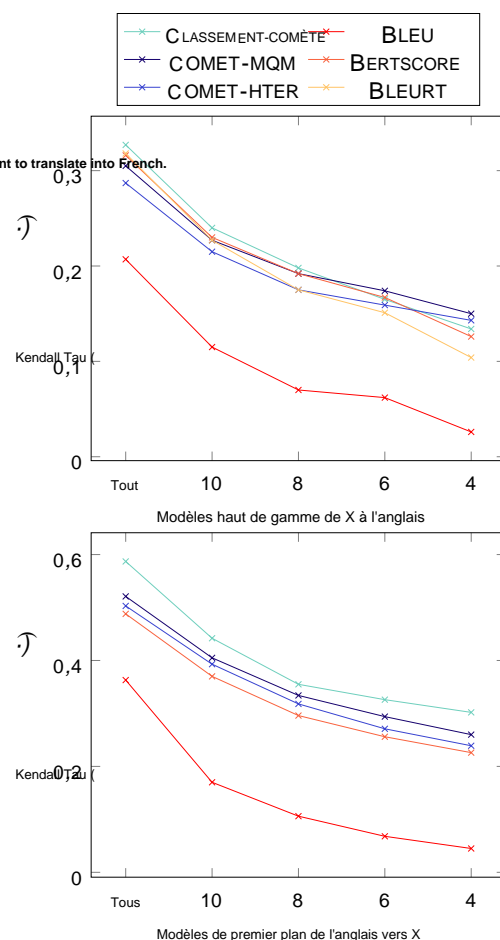 CLASSEMENT-COMÈTE BLEU
COMET-MQM BERTSCORE
COMET-HTER BLEURT
nt to translate into French.
0,3
0,2
Kendall Tau (
0,1
0
Tout 10 8 6 4
Modèles haut de gamme de X à l'anglais
0,6
0,4
0,2
Kendall Tau (
0
Tous 10 8 6 4
Modèles de premier plan de l'anglais vers X